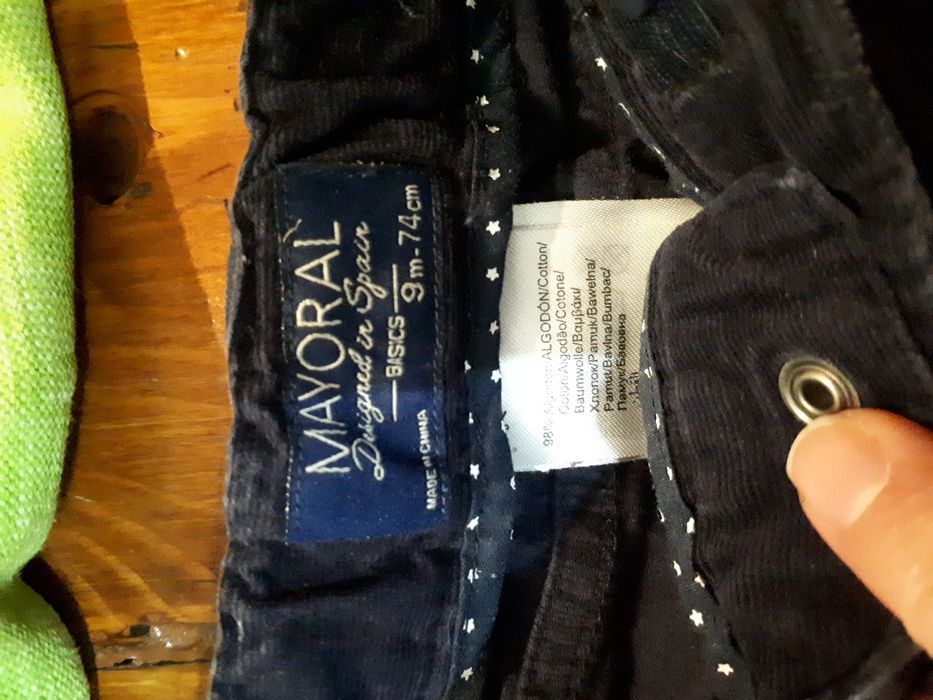 MAYORAL
Designed in Spain
BASICS
9m - 74cm
MADE IN CHINA
98% ALGODÓN/Cotton/
Coton/Algodão/Cotone/
Baumwolle/Βαμβάκι/
Хлопок/Pamuk/Bawełna/
Pamut/Bavlna/Bumbac/
Памук/Бавовна